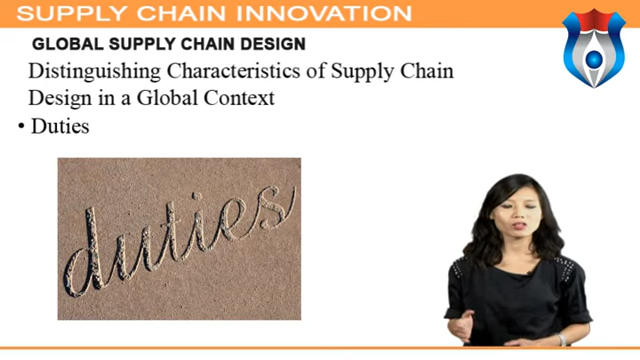 SUPPLY CHAIN INNOVATION
GLOBAL SUPPLY CHAIN DESIGN
Distinguishing Characteristics of Supply Chain
Design in a Global Context
• Duties
duties